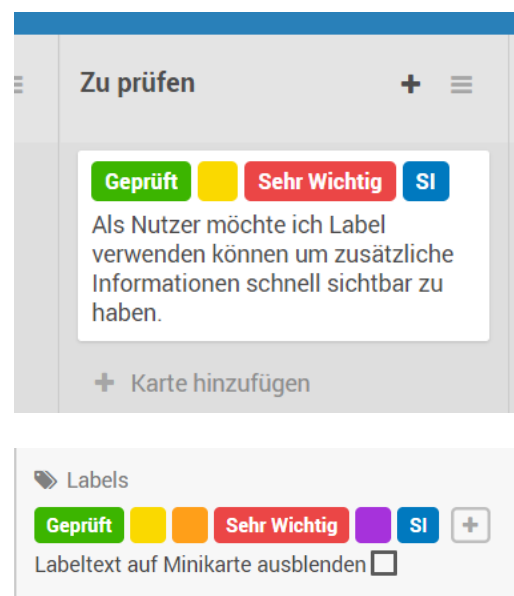 Zu prüfen
Geprüft Sehr Wichtig SI
Als Nutzer möchte ich Label
verwenden können um zusätzliche
Informationen schnell sichtbar zu
haben.
+ Karte hinzufügen
Labels
Geprüft Sehr Wichtig SI +
Labeltext auf Minikarte ausblenden